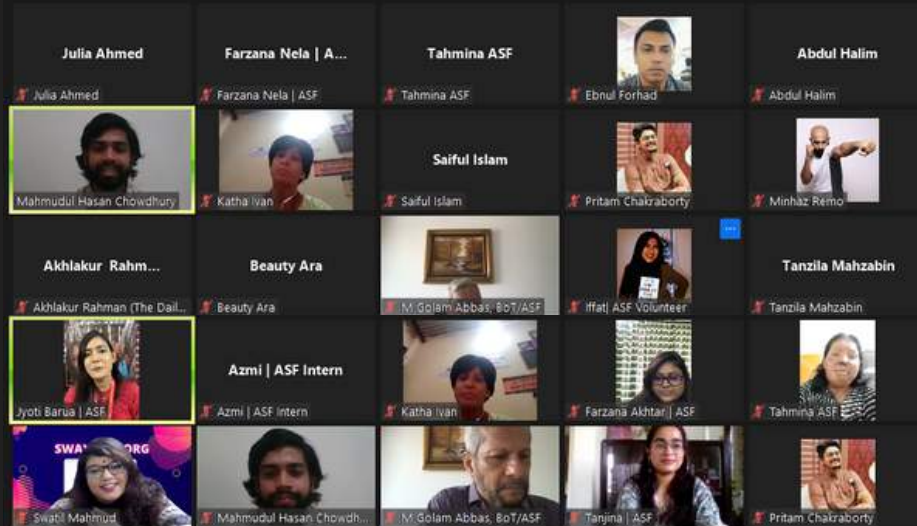 Julia Ahmed
Farzana Nela | A...
Tahmina ASF
Abdul Halim
Julia Ahmed
Farzana Nela | ASF
Tahmina ASF
Ebnul Forhad
Abdul Halim
Saiful Islam
Mahmudul Hasan Chowdhury
Katha Ivan
Saiful Islam
Pritam Chakraborty
Minhaz Remo
Akhlakur Rahm...
Beauty Ara
Tanzila Mahzabin
Akhlakur Rahman (The Dail...
Beauty Ara
M Golam Abbas, BoT/ASF
Iffat| ASF Volunteer
Tanzila Mahzabin
Azmi | ASF Intern
Jyoti Barua | ASF
Azmi | ASF Intern
Katha Ivan
Farzana Akhtar | ASF
Tahmina ASF
Swatil Mahmud
Mahmudul Hasan Chowdh...
M Golam Abbas, BoT/ASF
Tanjina | ASF
Pritam Chakraborty